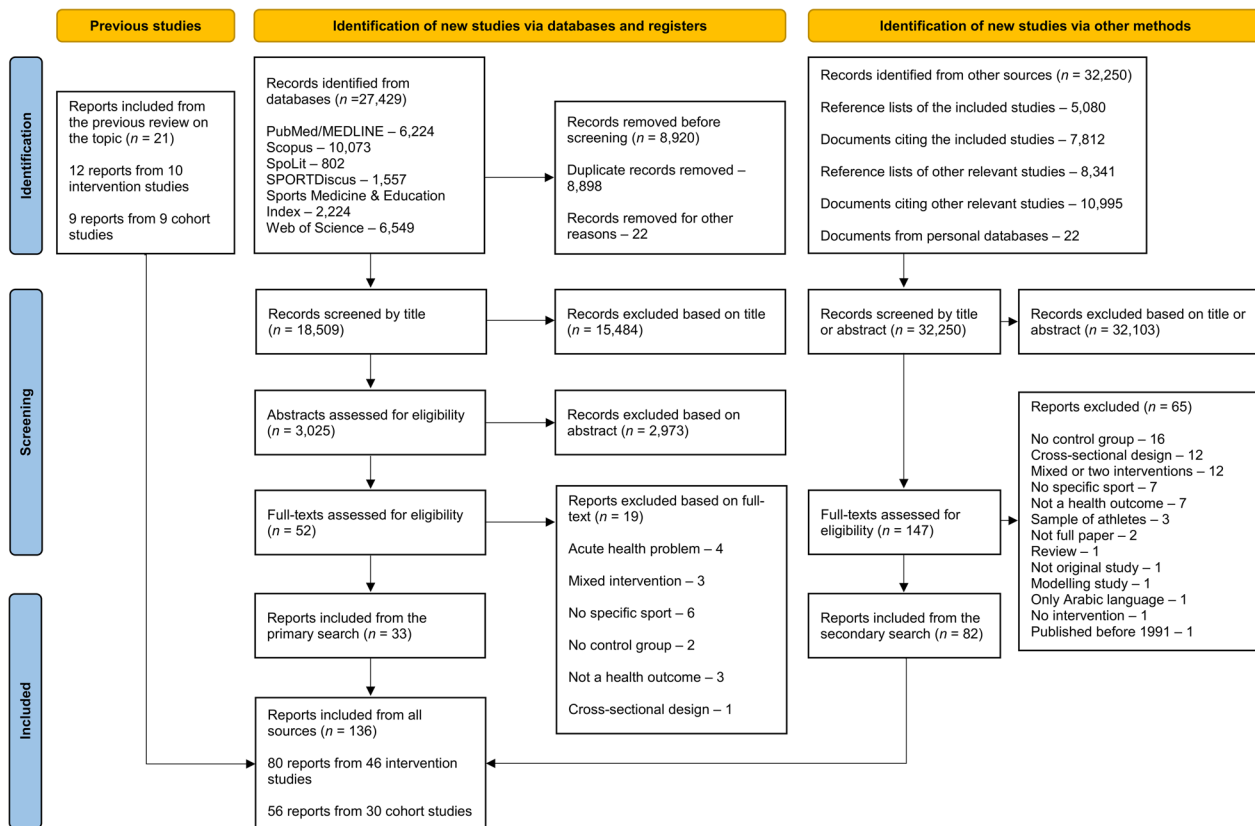 Previous studies
Identification of new studies via databases and registers
Identification of new studies via other methods
Identification
Reports included from
the previous review on
the topic (n = 21)
12 reports from 10
intervention studies
9 reports from 9 cohort
studies
Records identified from
databases (n =27,429)
PubMed/MEDLINE – 6,224
Scopus – 10,073
SpoLit – 802
SPORTDiscus – 1,557
Sports Medicine & Education
Index – 2,224
Web of Science – 6,549
Records removed before
screening (n = 8,920)
Duplicate records removed –
8,898
Records removed for other
reasons – 22
Records identified from other sources (n = 32,250)
Reference lists of the included studies – 5,080
Documents citing the included studies – 7,812
Reference lists of other relevant studies – 8,341
Documents citing other relevant studies – 10,995
Documents from personal databases – 22
Screening
Records screened by title
(n = 18,509)
Records excluded based on title
(n = 15,484)
Records screened by title
or abstract (n = 32,250)
Records excluded based on title or
abstract (n = 32,103)
Abstracts assessed for eligibility
(n = 3,025)
Records excluded based on
abstract (n = 2,973)
Full-texts assessed for eligibility
(n = 52)
Reports excluded based on full-
text (n = 19)
Acute health problem – 4
Mixed intervention – 3
No specific sport – 6
No control group – 2
Not a health outcome – 3
Cross-sectional design – 1
Full-texts assessed for
eligibility (n = 147)
Reports excluded (n = 65)
No control group – 16
Cross-sectional design – 12
Mixed or two interventions – 12
No specific sport – 7
Not a health outcome – 7
Sample of athletes – 3
Not full paper – 2
Review – 1
Not original study – 1
Modelling study – 1
Only Arabic language – 1
No intervention – 1
Published before 1991 – 1
Included
Reports included from the
primary search (n = 33)
Reports included from the
secondary search (n = 82)
Reports included from all
sources (n = 136)
80 reports from 46 intervention
studies
56 reports from 30 cohort studies